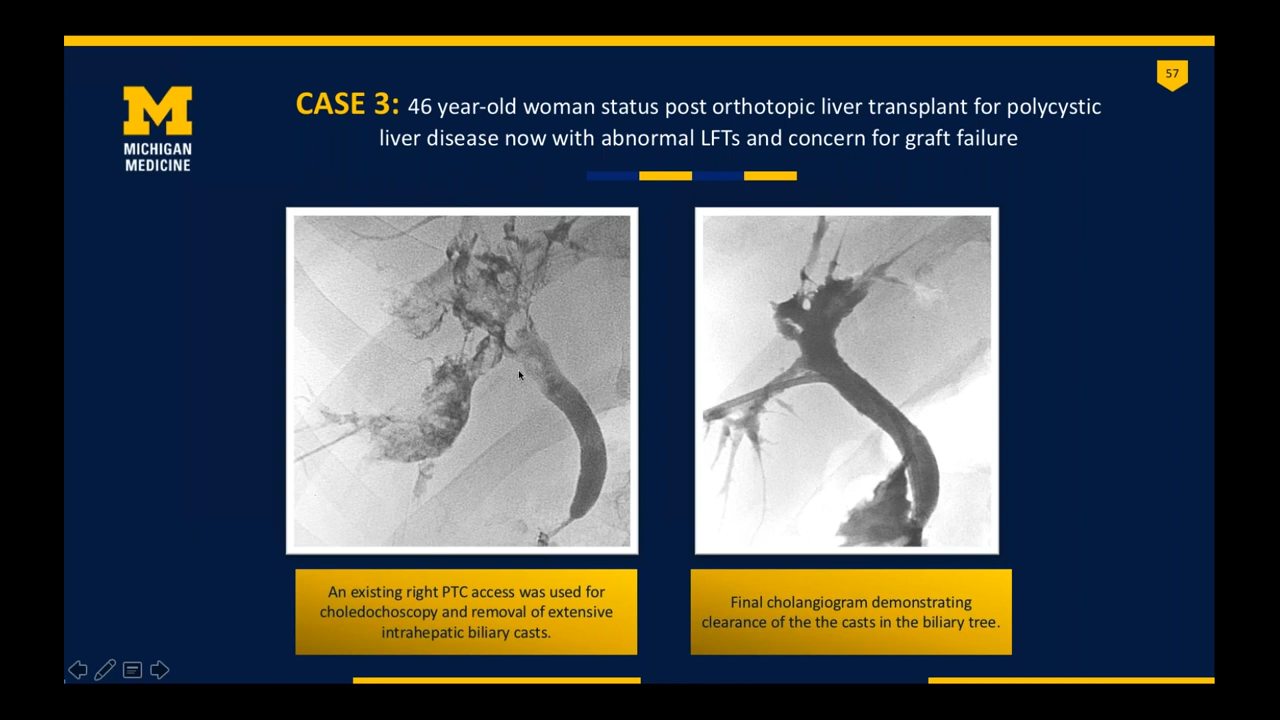 57
MICHIGAN
MEDICINE
CASE 3: 46 year-old woman status post orthotopic liver transplant for polycystic
liver disease now with abnormal LFTs and concern for graft failure
An existing right PTC access was used for
choledochoscopy and removal of extensive
intrahepatic biliary casts.
Final cholangiogram demonstrating
clearance of the the casts in the biliary tree.